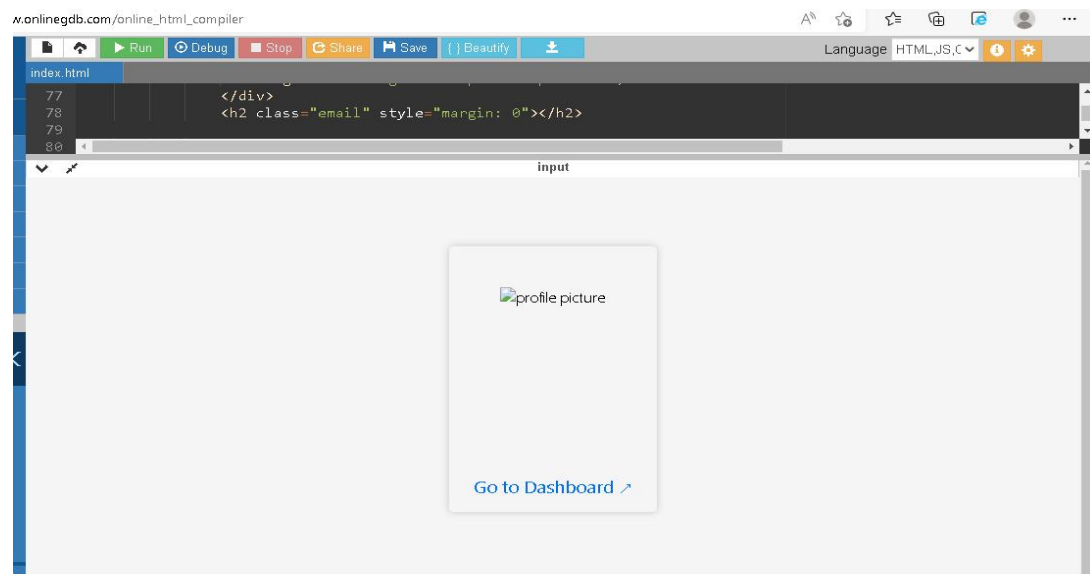 w.onlinegdb.com/online_html_compiler
Run Debug Stop Share Save { } Beautify Language HTML,JS,C
index.html
77 </div>
78 <h2 class="email" style="margin: 0"></h2>
79
80
input
profile picture
Go to Dashboard ↗